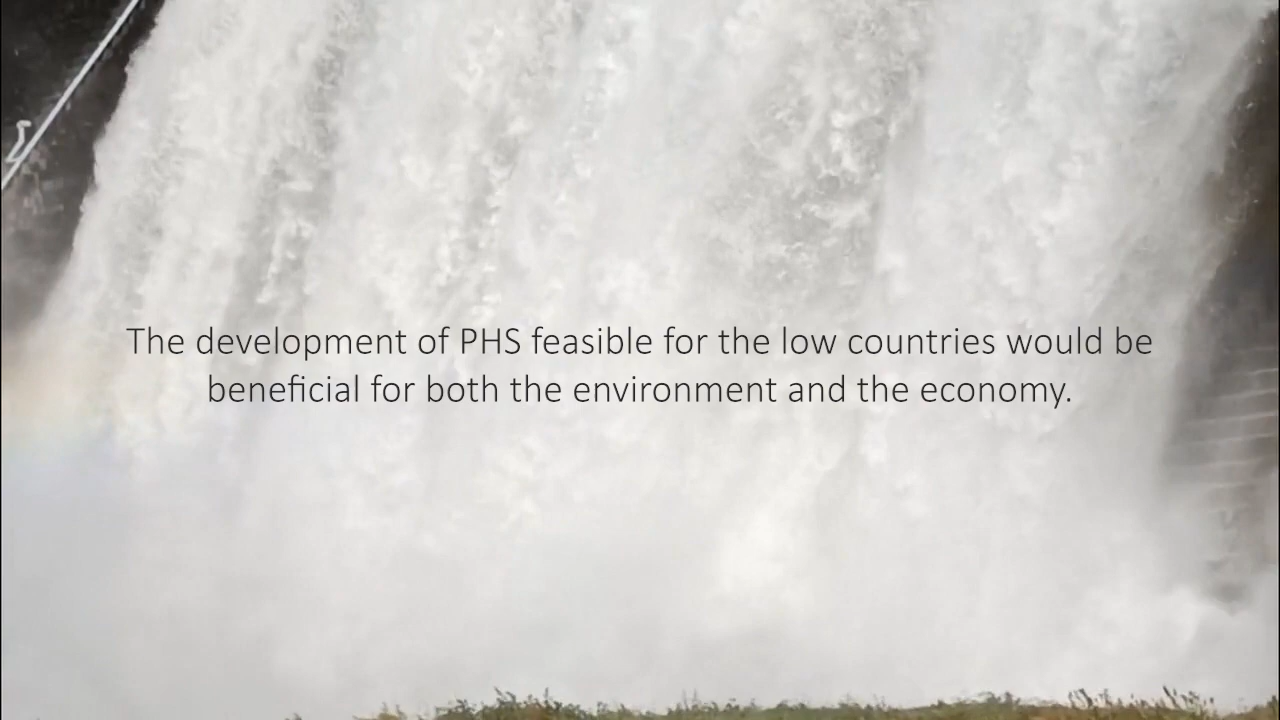 The development of PHS feasible for the low countries would be
beneficial for both the environment and the economy.